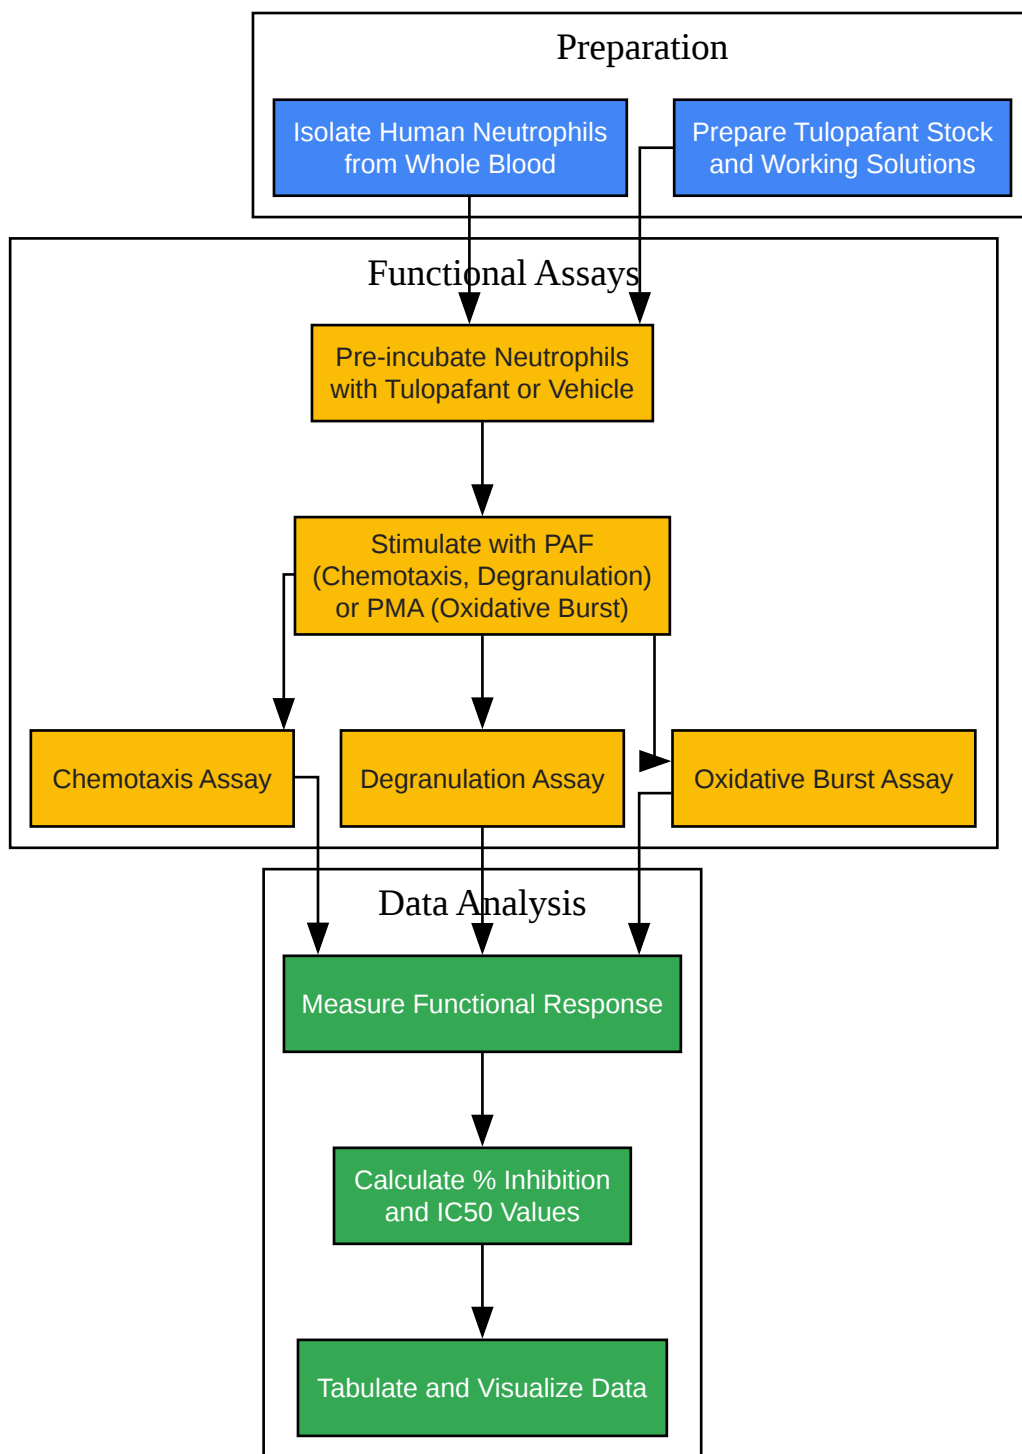 Preparation
Isolate Human Neutrophils
from Whole Blood
Prepare Tulopafant Stock
and Working Solutions
Functional Assays
Pre-incubate Neutrophils
with Tulopafant or Vehicle
Stimulate with PAF
(Chemotaxis, Degranulation)
or PMA (Oxidative Burst)
Chemotaxis Assay
Degranulation Assay
Oxidative Burst Assay
Data Analysis
Measure Functional Response
Calculate % Inhibition
and IC50 Values
Tabulate and Visualize Data